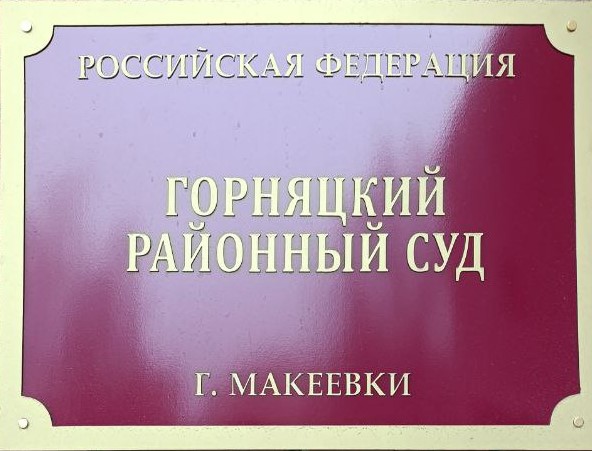 РОССИЙСКАЯ ФЕДЕРАЦИЯ
ГОРНЯЦКИЙ
РАЙОННЫЙ СУД
Г. МАКЕЕВКИ